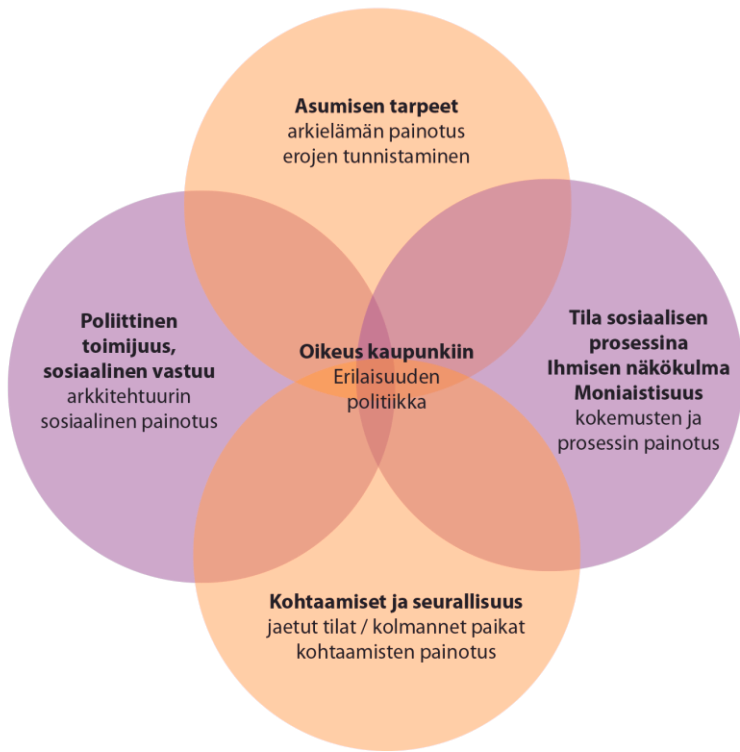 Asumisen tarpeet
arkielämän painotus
erojen tunnistaminen
Poliittinen
toimijuus,
sosiaalinen vastuu
arkkitehtuurin
sosiaalinen painotus
Oikeus kaupunkiin
Erilaisuuden
politiikka
Tila sosiaalisen
prosessina
Ihmisen näkökulma
Moniaistisuus
kokemusten ja
prosessin painotus
Kohtaamiset ja seurallisuus
jaetut tilat / kolmannet paikat
kohtaamisten painotus